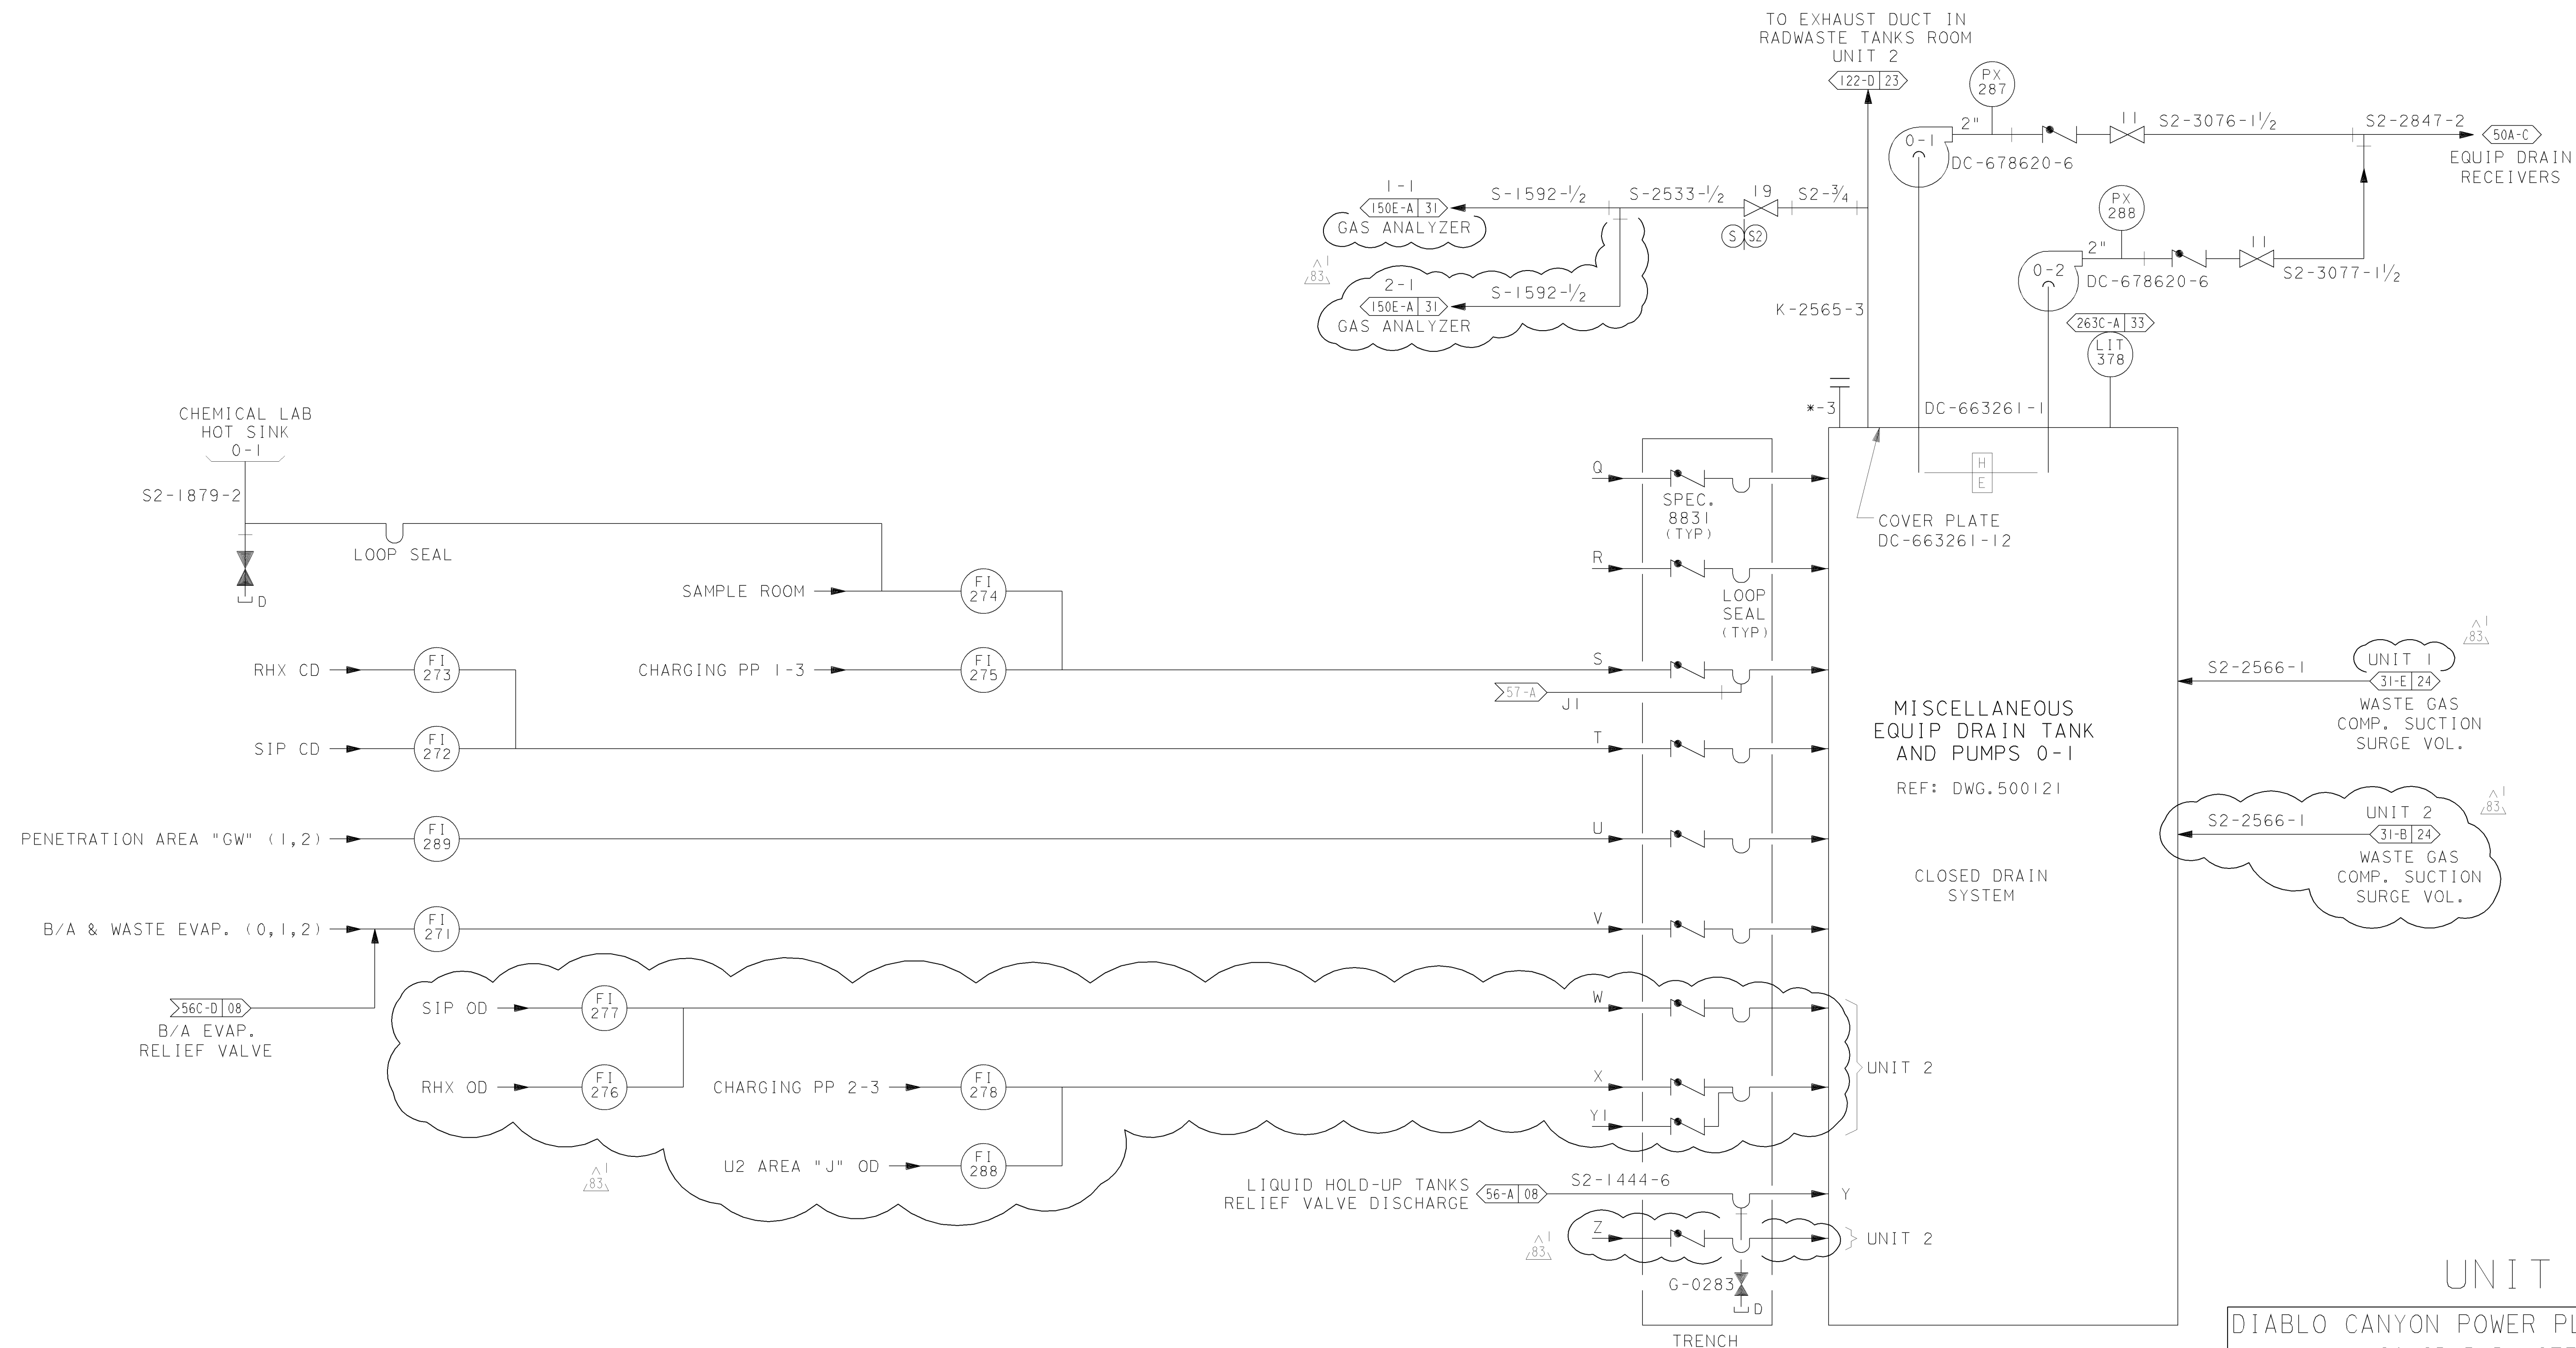 TO EXHAUST DUCT IN
RADWASTE TANKS ROOM
UNIT 2
122-D 23
PX
287
0-1
2"
DC-678620-6
11
S2-3076-1½
S2-2847-2
50A-C
EQUIP DRAIN
RECEIVERS
1-1
150E-A 31
GAS ANALYZER
S-1592-½
S-2533-½
19
S2-¾
S S2
PX
288
0-2
2"
DC-678620-6
11
S2-3077-1½
83 1
2-1
150E-A 31
GAS ANALYZER
S-1592-½
K-2565-3
263C-A 33
LIT
378
*-3
DC-663261-1
H
E
COVER PLATE
DC-663261-12
CHEMICAL LAB
HOT SINK
0-1
S2-1879-2
LOOP SEAL
D
SAMPLE ROOM
FI
274
Q
SPEC.
8831
(TYP)
R
LOOP
SEAL
(TYP)
RHX CD
FI
273
CHARGING PP 1-3
FI
275
S
57-A
J1
SIP CD
FI
272
T
PENETRATION AREA "GW" (1,2)
FI
289
U
B/A & WASTE EVAP. (0,1,2)
FI
271
V
56C-D 08
B/A EVAP.
RELIEF VALVE
MISCELLANEOUS
EQUIP DRAIN TANK
AND PUMPS 0-1
REF: DWG.500121
CLOSED DRAIN
SYSTEM
83 1
S2-2566-1
UNIT 1
31-E 24
WASTE GAS
COMP. SUCTION
SURGE VOL.
83 1
S2-2566-1
UNIT 2
31-B 24
WASTE GAS
COMP. SUCTION
SURGE VOL.
SIP OD
FI
277
W
RHX OD
FI
276
CHARGING PP 2-3
FI
278
X
Y1
UNIT 2
U2 AREA "J" OD
FI
288
83 1
LIQUID HOLD-UP TANKS
RELIEF VALVE DISCHARGE
56-A 08
S2-1444-6
Y
83 1
Z
UNIT 2
G-0283
D
TRENCH
UNIT
DIABLO CANYON POWER PL